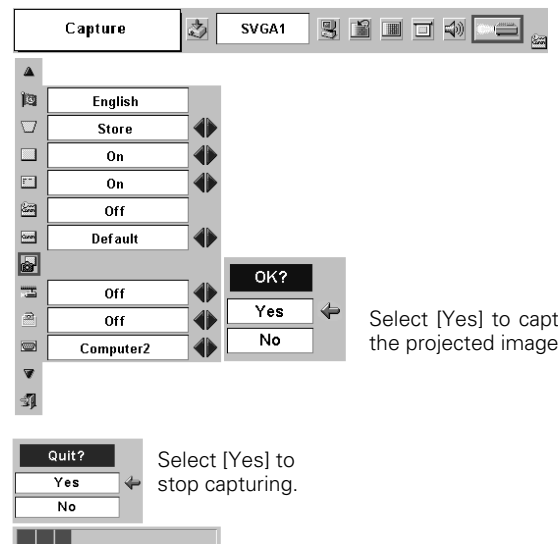 Capture
SVGA1
English
Store
On
On
Off
Default
OK?
Yes
No
Off
Off
Computer2
Select [Yes] to capt
the projected image
Quit?
Yes
No
Select [Yes] to
stop capturing.